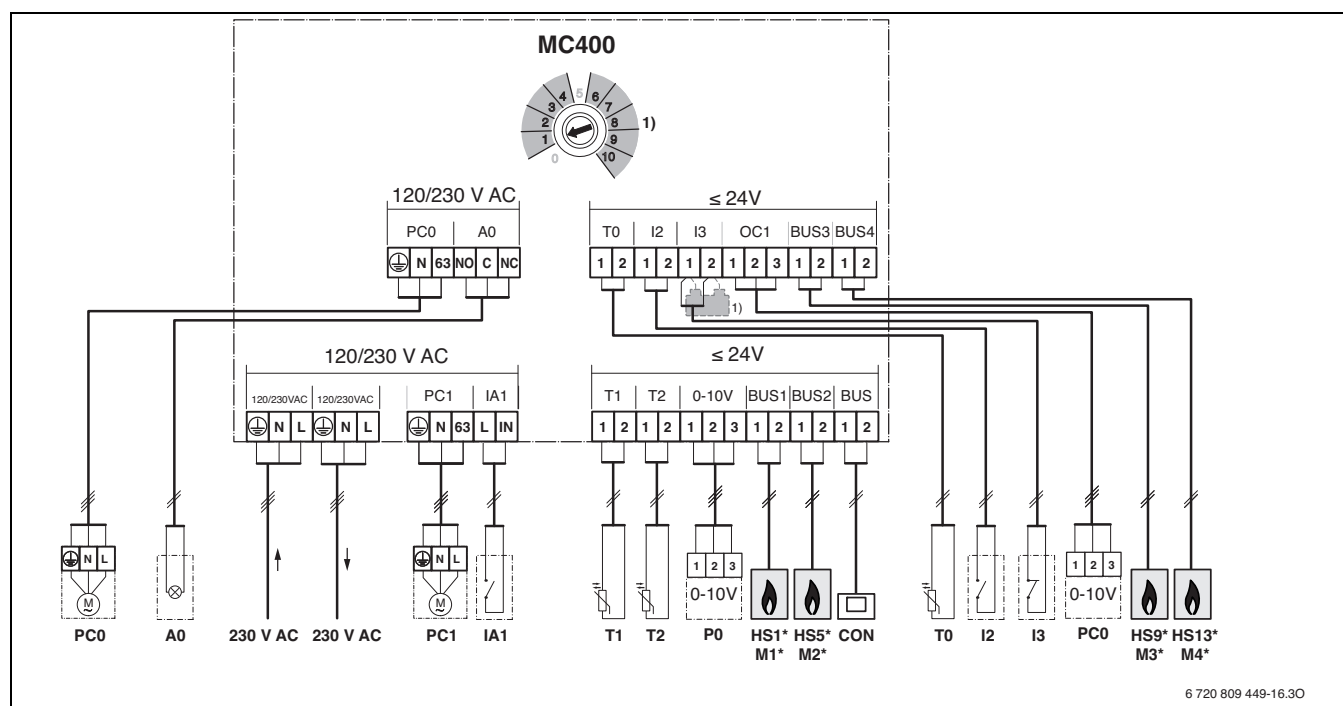 MC400
0 1 2 3 4 5 6 7 8 9 10 1)
120/230 V AC
PC0 A0
N 63 NO C NC
≤ 24V
T0 I2 I3 OC1 BUS3 BUS4
1 2 1 2 1 2 1 2 3 1 2 1 2
1)
120/230 V AC
120/230VAC 120/230VAC PC1 IA1
N L N L N 63 L IN
≤ 24V
T1 T2 0-10V BUS1 BUS2 BUS
1 2 1 2 1 2 3 1 2 1 2 1 2
N L
M
~
PC0
A0
230 V AC
230 V AC
N L
M
~
PC1
IA1
T1
T2
1 2 3
0-10V
P0
HS1*
M1*
HS5*
M2*
CON
T0
I2
I3
1 2 3
0-10V
PC0
HS9*
M3*
HS13*
M4*
6 720 809 449-16.3O